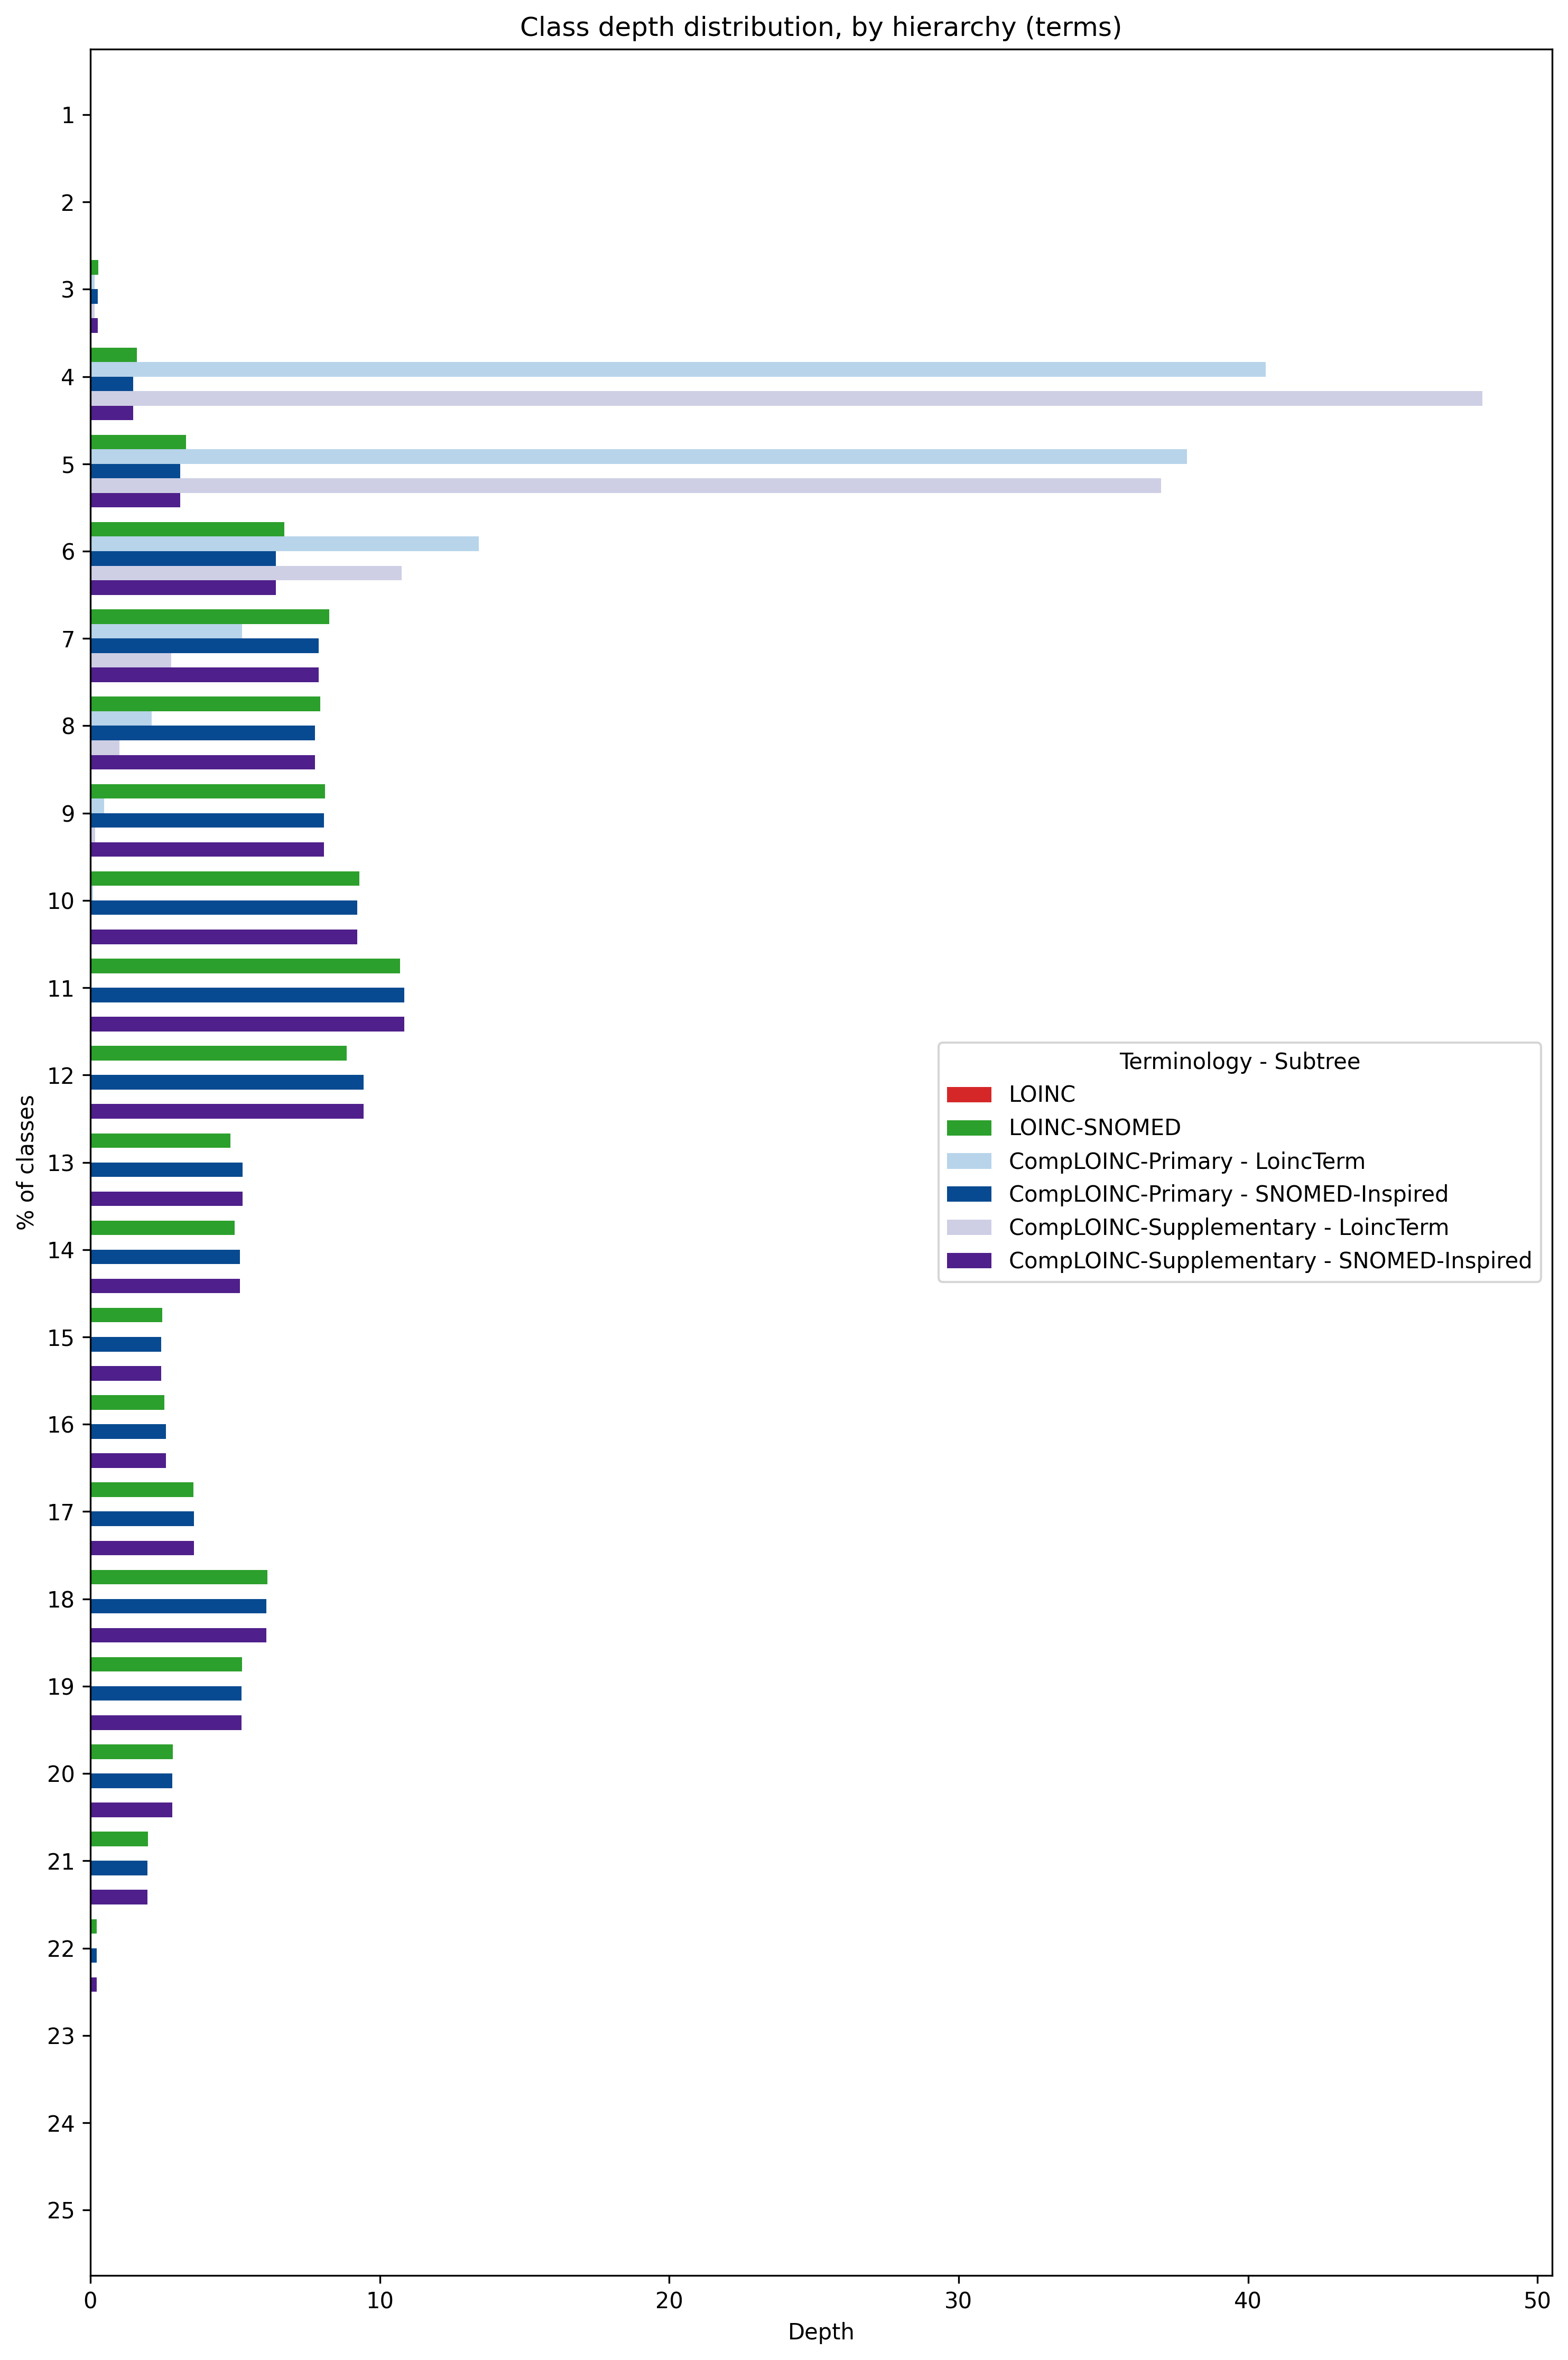 Class depth distribution, by hierarchy (terms)
% of classes
1
2
3
4
5
6
7
8
9
10
11
12
13
14
15
16
17
18
19
20
21
22
23
24
25
Terminology - Subtree
LOINC
LOINC-SNOMED
CompLOINC-Primary - LoincTerm
CompLOINC-Primary - SNOMED-Inspired
CompLOINC-Supplementary - LoincTerm
CompLOINC-Supplementary - SNOMED-Inspired
0 10 20 30 40 50
Depth